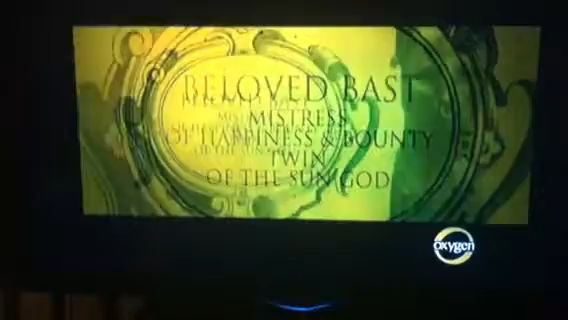 BELOVED BAST
MISTRESS
OF HAPPINESS & BOUNTY
TWIN
OF THE SUN GOD
oxygen